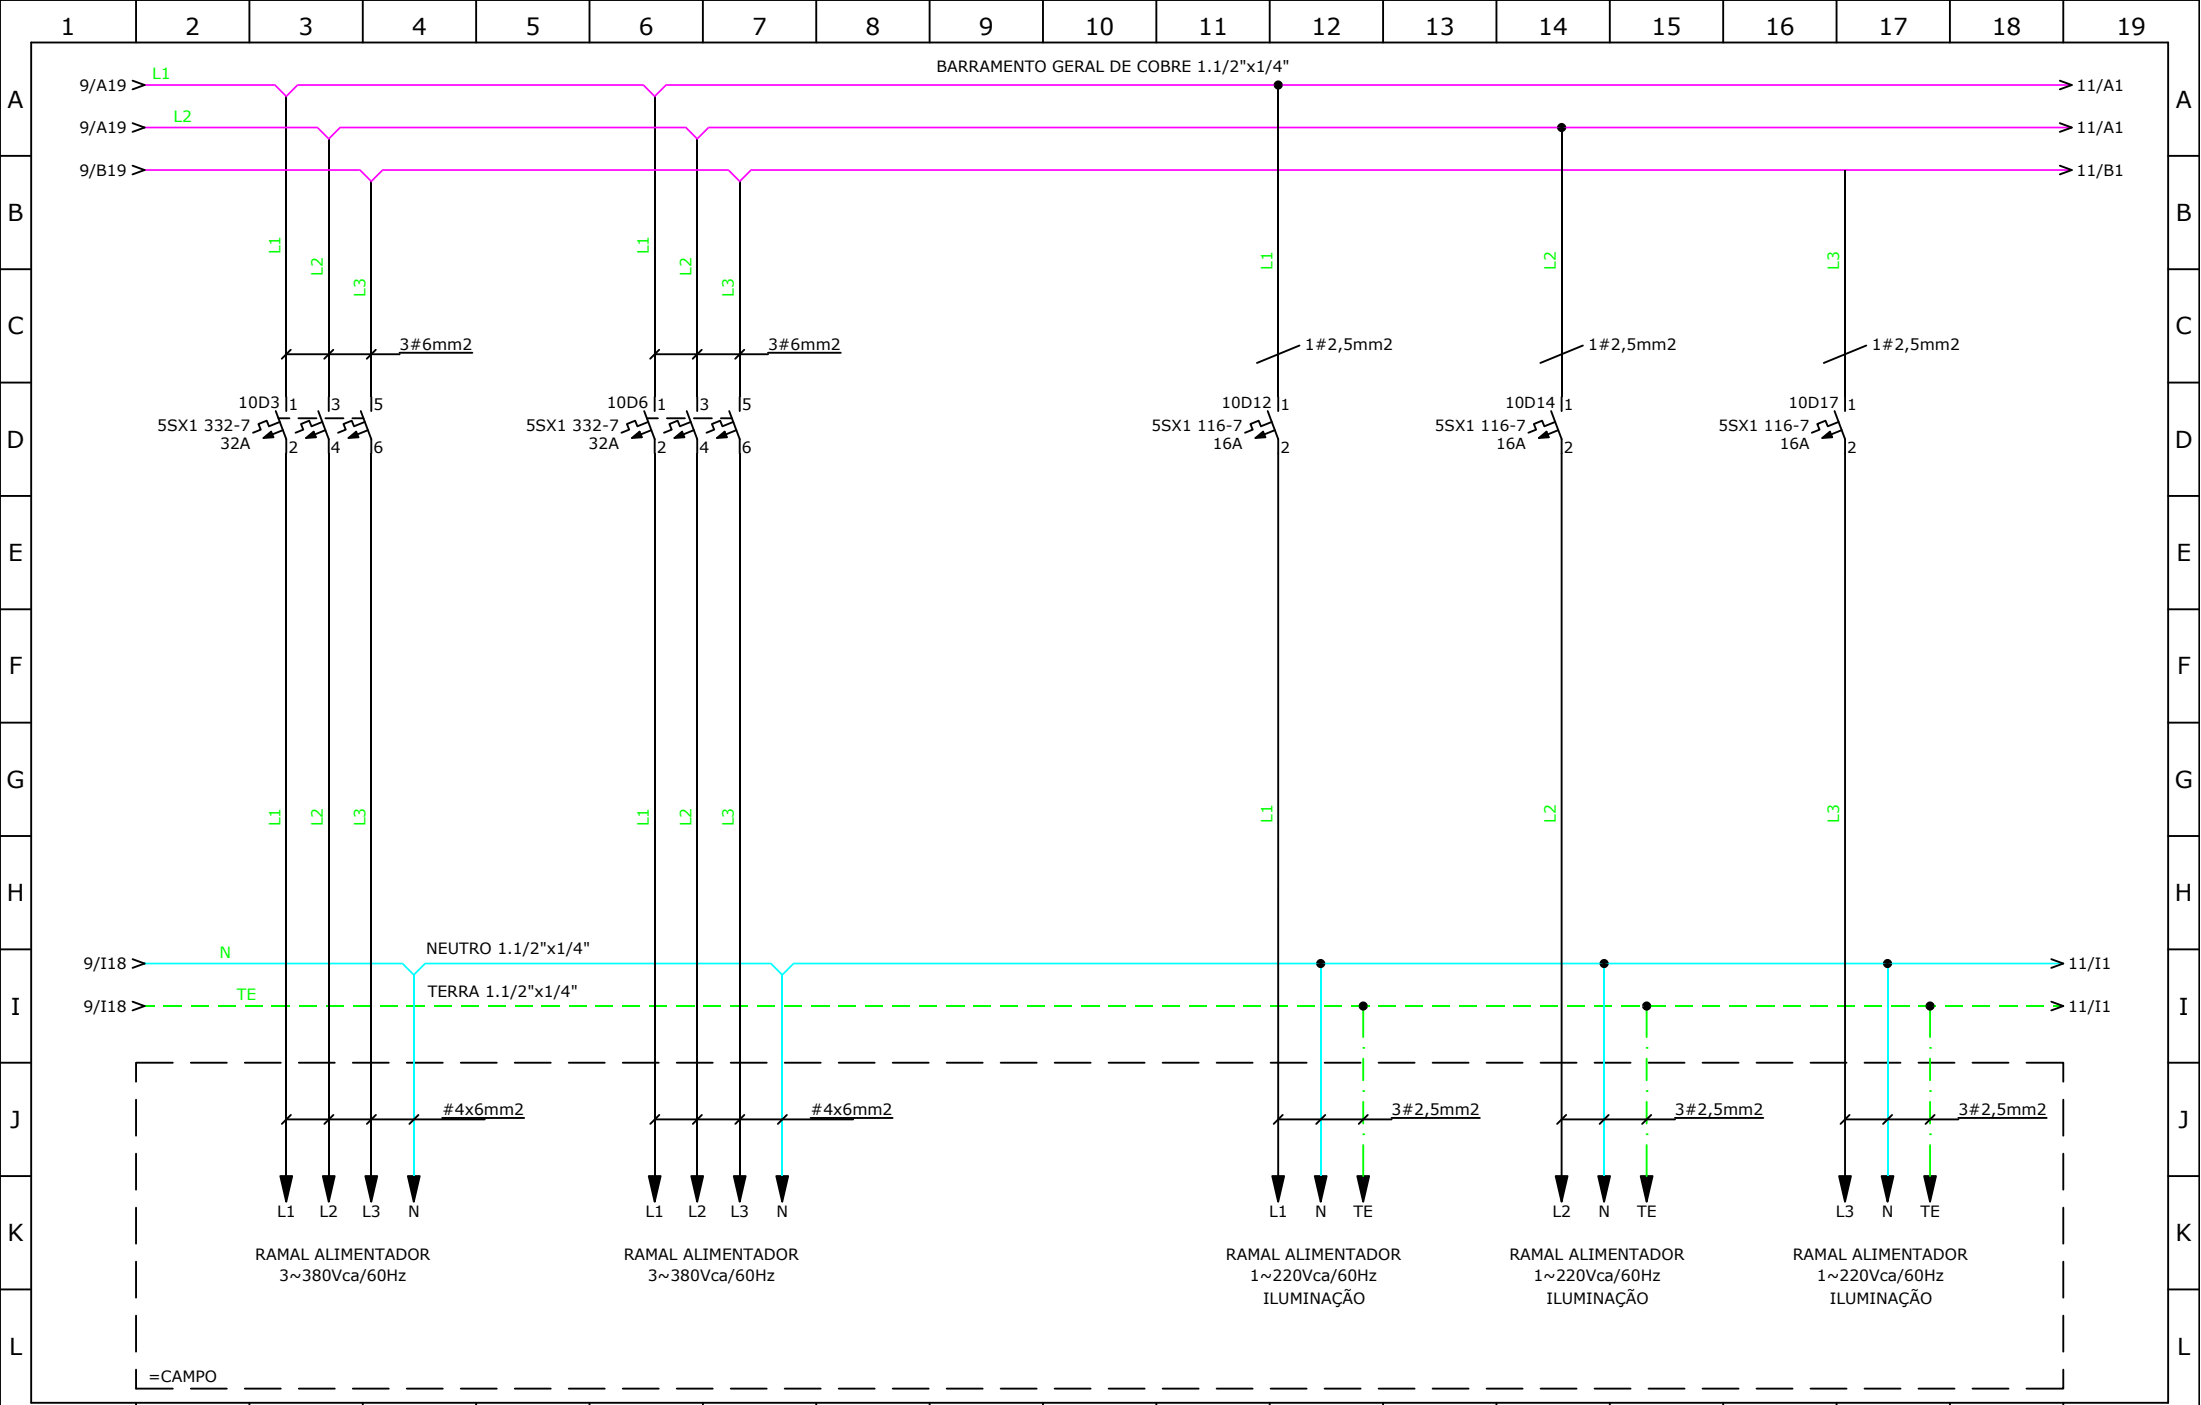 1 2 3 4 5 6 7 8 9 10 11 12 13 14 15 16 17 18 19
BARRAMENTO GERAL DE COBRE 1.1/2"x1/4"
L1
A 9/A19 11/A1 A
L2
9/A19 11/A1
9/B19 11/B1
B B
L1 L1 L1 L2 L3
L2 L2
L3 L3
C C
3#6mm2 3#6mm2 1#2,5mm2 1#2,5mm2 1#2,5mm2
10D3 1 3 5 10D6 1 3 5 10D12 1 10D14 1 10D17 1
5SX1 332-7 5SX1 332-7 5SX1 116-7 5SX1 116-7 5SX1 116-7
D 32A 2 4 6 32A 2 4 6 16A 2 16A 2 16A 2 D
E E
F F
G G
L1 L2 L3 L1 L2 L3 L1 L2 L3
H H
N NEUTRO 1.1/2"x1/4"
9/I18 11/I1
TE TERRA 1.1/2"x1/4"
I 9/I18 11/I1 I
J #4x6mm2 #4x6mm2 3#2,5mm2 3#2,5mm2 3#2,5mm2 J
L1 L2 L3 N L1 L2 L3 N L1 N TE L2 N TE L3 N TE
K K
RAMAL ALIMENTADOR RAMAL ALIMENTADOR RAMAL ALIMENTADOR RAMAL ALIMENTADOR RAMAL ALIMENTADOR
3~380Vca/60Hz 3~380Vca/60Hz 1~220Vca/60Hz 1~220Vca/60Hz 1~220Vca/60Hz
ILUMINAÇÃO ILUMINAÇÃO ILUMINAÇÃO
L L
=CAMPO